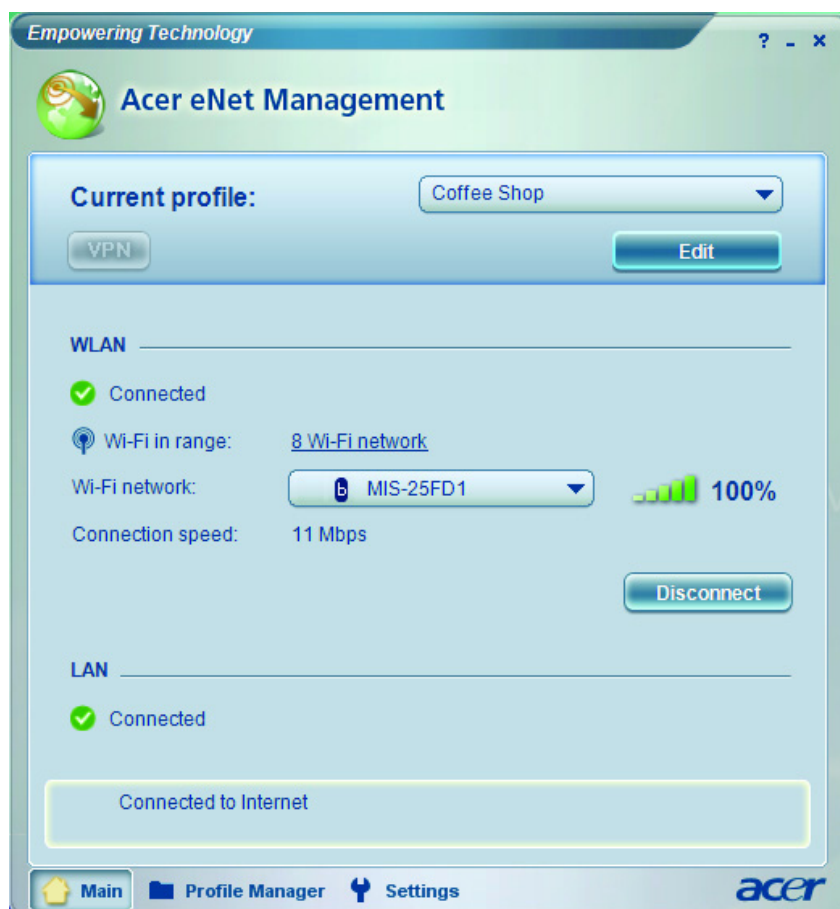 Empowering Technology
? - x
Acer eNet Management
Current profile:
Coffee Shop
VPN
Edit
WLAN
Connected
Wi-Fi in range: 8 Wi-Fi network
Wi-Fi network: b MIS-25FD1 100%
Connection speed: 11 Mbps
Disconnect
LAN
Connected
Connected to Internet
Main Profile Manager Settings acer